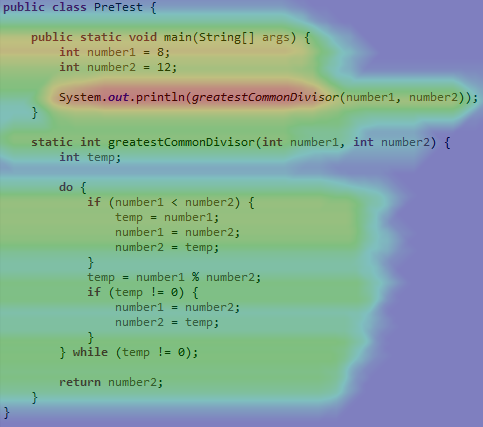 public class PreTest {
    public static void main(String[] args) {
        int number1 = 8;
        int number2 = 12;
        System.out.println(greatestCommonDivisor(number1, number2));
    }
    static int greatestCommonDivisor(int number1, int number2) {
        int temp;
        do {
            if (number1 < number2) {
                temp = number1;
                number1 = number2;
                number2 = temp;
            }
            temp = number1 % number2;
            if (temp != 0) {
                number1 = number2;
                number2 = temp;
            }
        } while (temp != 0);
        return number2;
    }
}